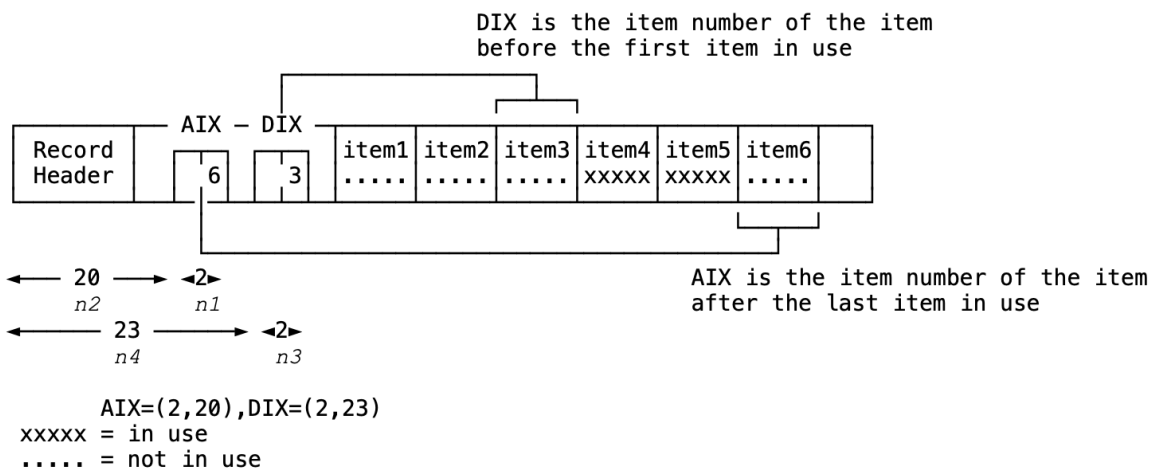 DIX is the item number of the item
before the first item in use
AIX DIX
Record item1 item2 item3 item4 item5 item6
Header 6 3 ..... ..... ..... xxxxx xxxxx .....
20 2 AIX is the item number of the item
n2 n1 after the last item in use
23 2
n4 n3
AIX=(2,20),DIX=(2,23)
xxxxx = in use
..... = not in use